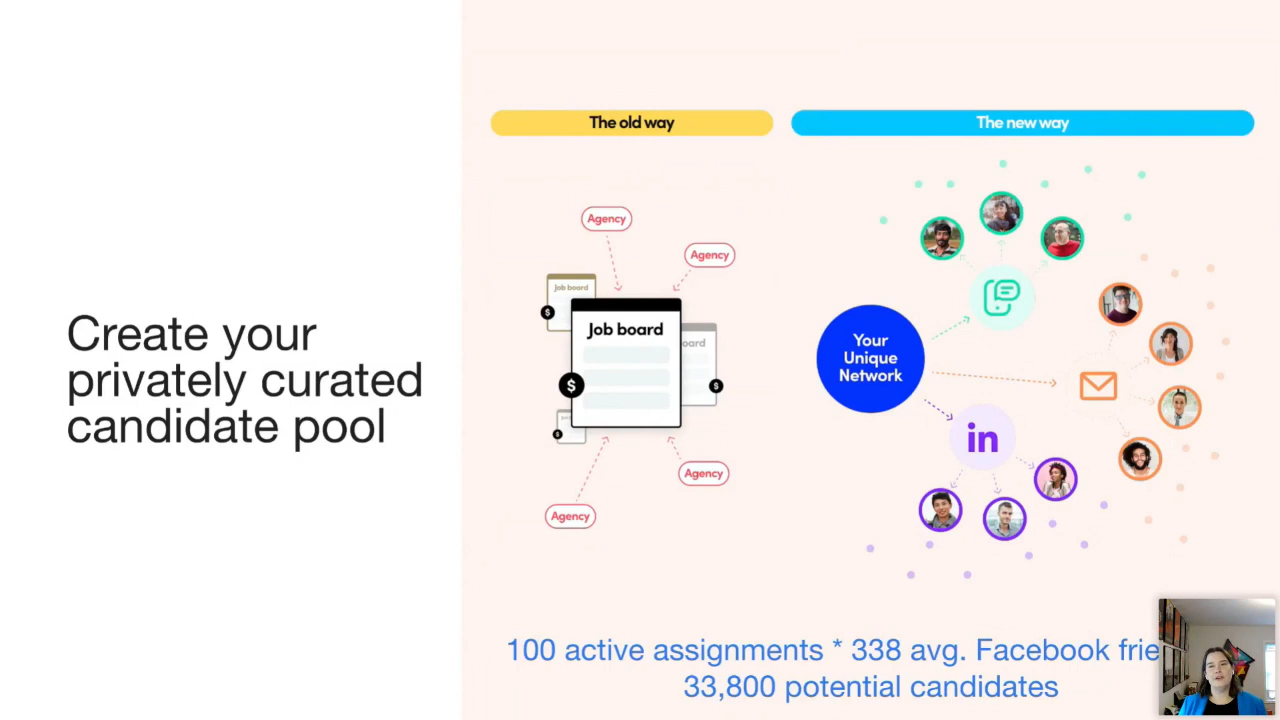 Create your
privately curated
candidate pool
The old way
The new way
Agency
Agency
Job board
Job board
oard
$
$
$
$
Agency
Agency
Your
Unique
Network
in
100 active assignments * 338 avg. Facebook frie
33,800 potential candidates